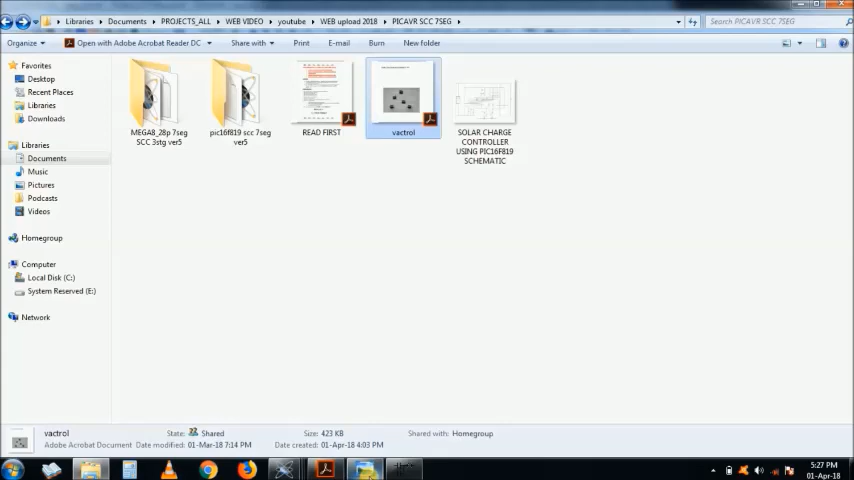 Libraries ▸ Documents ▸ PROJECTS_ALL ▸ WEB VIDEO ▸ youtube ▸ WEB upload 2018 ▸ PICAVR SCC 7SEG ▸
Search PICAVR SCC 7SEG
Organize Open with Adobe Acrobat Reader DC Share with Print E-mail Burn New folder
Favorites
Desktop
Recent Places
Libraries
Downloads
Libraries
Documents
Music
Pictures
Podcasts
Videos
Homegroup
Computer
Local Disk (C:)
System Reserved (E:)
Network
MEGA8_28p 7seg
SCC 3stg ver5
pic16f819 scc 7seg
ver5
READ FIRST
vactrol
SOLAR CHARGE
CONTROLLER
USING PIC16F819
SCHEMATIC
vactrol State: Shared Size: 423 KB Shared with: Homegroup
Adobe Acrobat Document Date modified: 01-Mar-18 7:14 PM Date created: 01-Apr-18 4:03 PM
5:27 PM
01-Apr-18